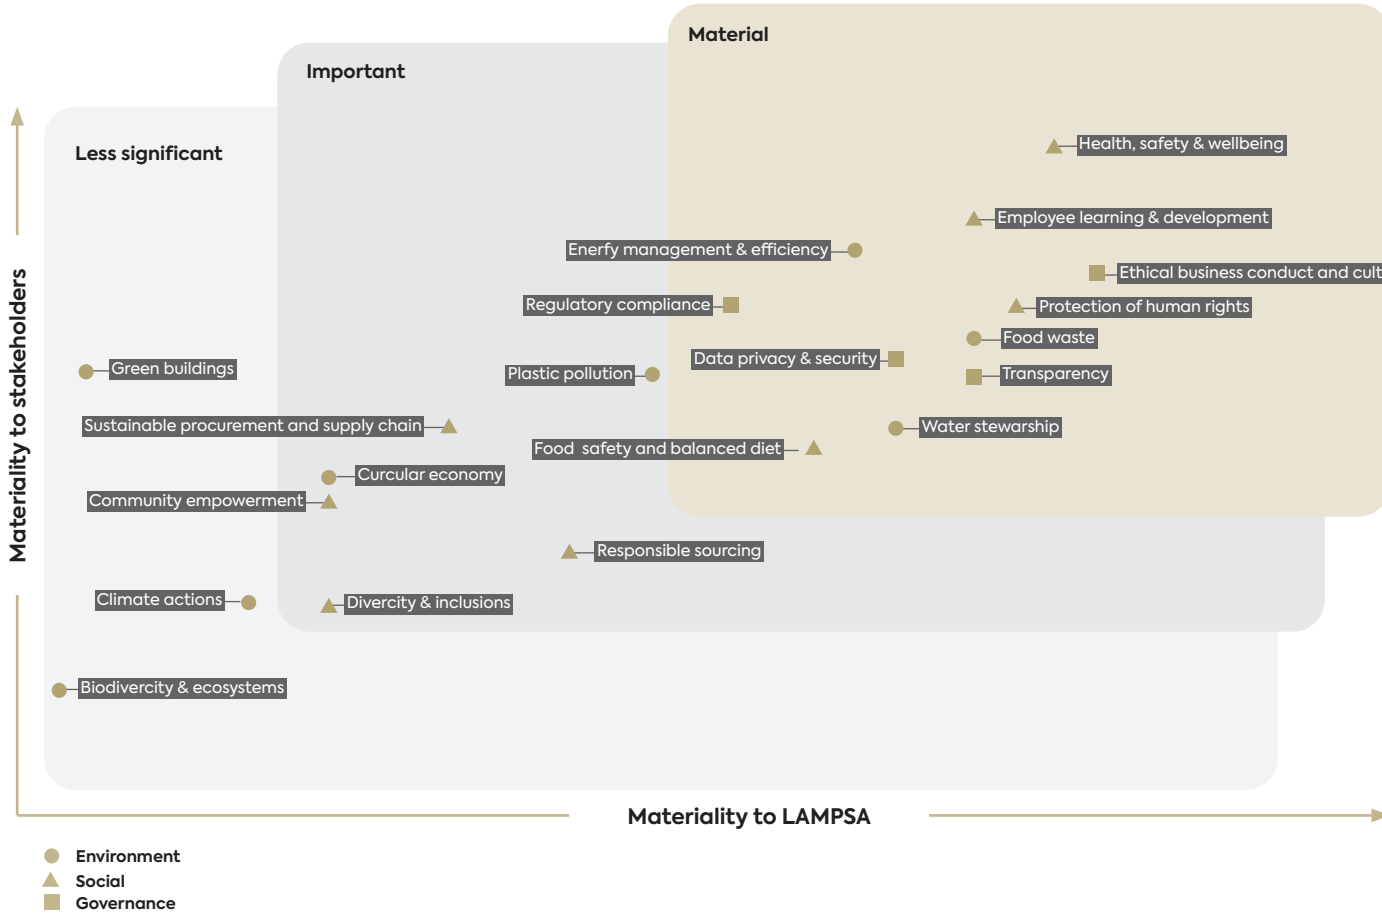 Material
Important
Less significant
Health, safety & wellbeing
Employee learning & development
Enerfy management & efficiency
Ethical business conduct and cult
Regulatory compliance
Protection of human rights
Food waste
Data privacy & security
Green buildings
Plastic pollution
Transparency
Sustainable procurement and supply chain
Water stewarship
Food safety and balanced diet
Curcular economy
Community empowerment
Responsible sourcing
Climate actions
Divercity & inclusions
Biodivercity & ecosystems
Materiality to stakeholders
Materiality to LAMPSA
Environment
Social
Governance